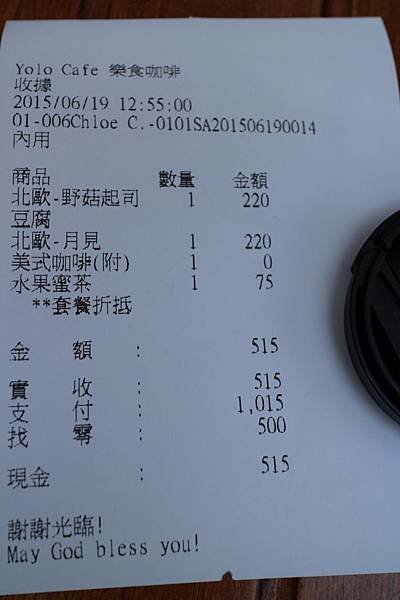 Yolo Cafe 樂食咖啡
收據
2015/06/19 12:55:00
01-006Chloe C.-0101SA201506190014
內用
商品 數量 金額
北歐-野菇起司 1 220
豆腐
北歐-月見 1 220
美式咖啡(附) 1 0
水果蜜茶 1 75
**套餐折抵
金 額 : 515
實 收 : 515
支 付 : 1,015
找 零 : 500
現金 : 515
謝謝光臨!
May God bless you!